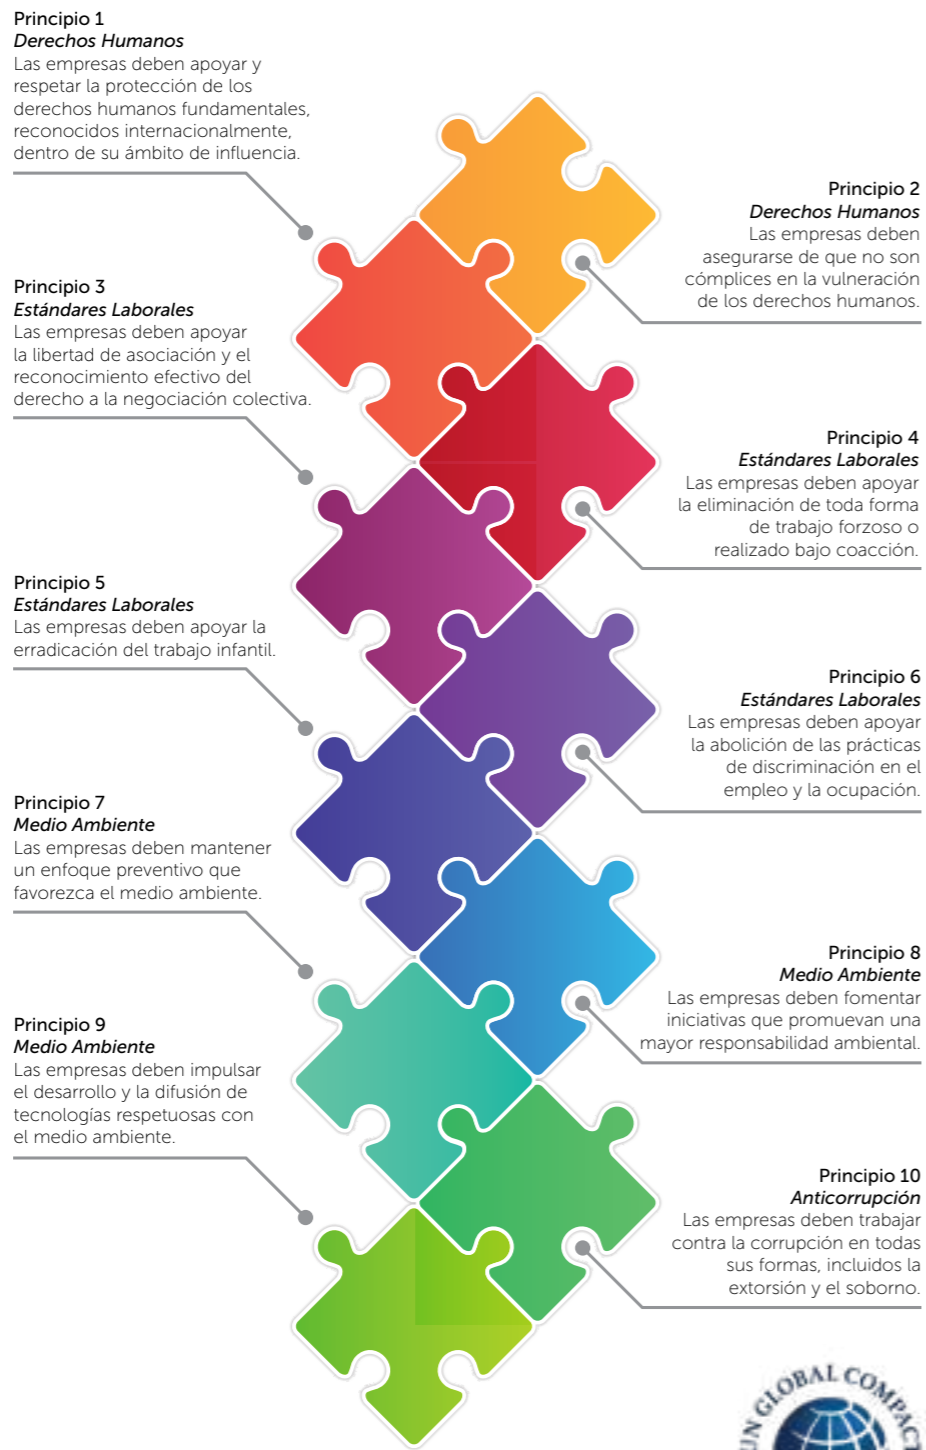 Principio 1
Derechos Humanos
Las empresas deben apoyar y
respetar la protección de los
derechos humanos fundamentales,
reconocidos internacionalmente,
dentro de su ámbito de influencia.
Principio 2
Derechos Humanos
Las empresas deben
asegurarse de que no son
cómplices en la vulneración
de los derechos humanos.
Principio 3
Estándares Laborales
Las empresas deben apoyar
la libertad de asociación y el
reconocimiento efectivo del
derecho a la negociación colectiva.
Principio 4
Estándares Laborales
Las empresas deben apoyar
la eliminación de toda forma
de trabajo forzoso o
realizado bajo coacción.
Principio 5
Estándares Laborales
Las empresas deben apoyar la
erradicación del trabajo infantil.
Principio 6
Estándares Laborales
Las empresas deben apoyar
la abolición de las prácticas
de discriminación en el
empleo y la ocupación.
Principio 7
Medio Ambiente
Las empresas deben mantener
un enfoque preventivo que
favorezca el medio ambiente.
Principio 8
Medio Ambiente
Las empresas deben fomentar
iniciativas que promuevan una
mayor responsabilidad ambiental.
Principio 9
Medio Ambiente
Las empresas deben impulsar
el desarrollo y la difusión de
tecnologías respetuosas con
el medio ambiente.
Principio 10
Anticorrupción
Las empresas deben trabajar
contra la corrupción en todas
sus formas, incluidos la
extorsión y el soborno.
UN GLOBAL COMPACT